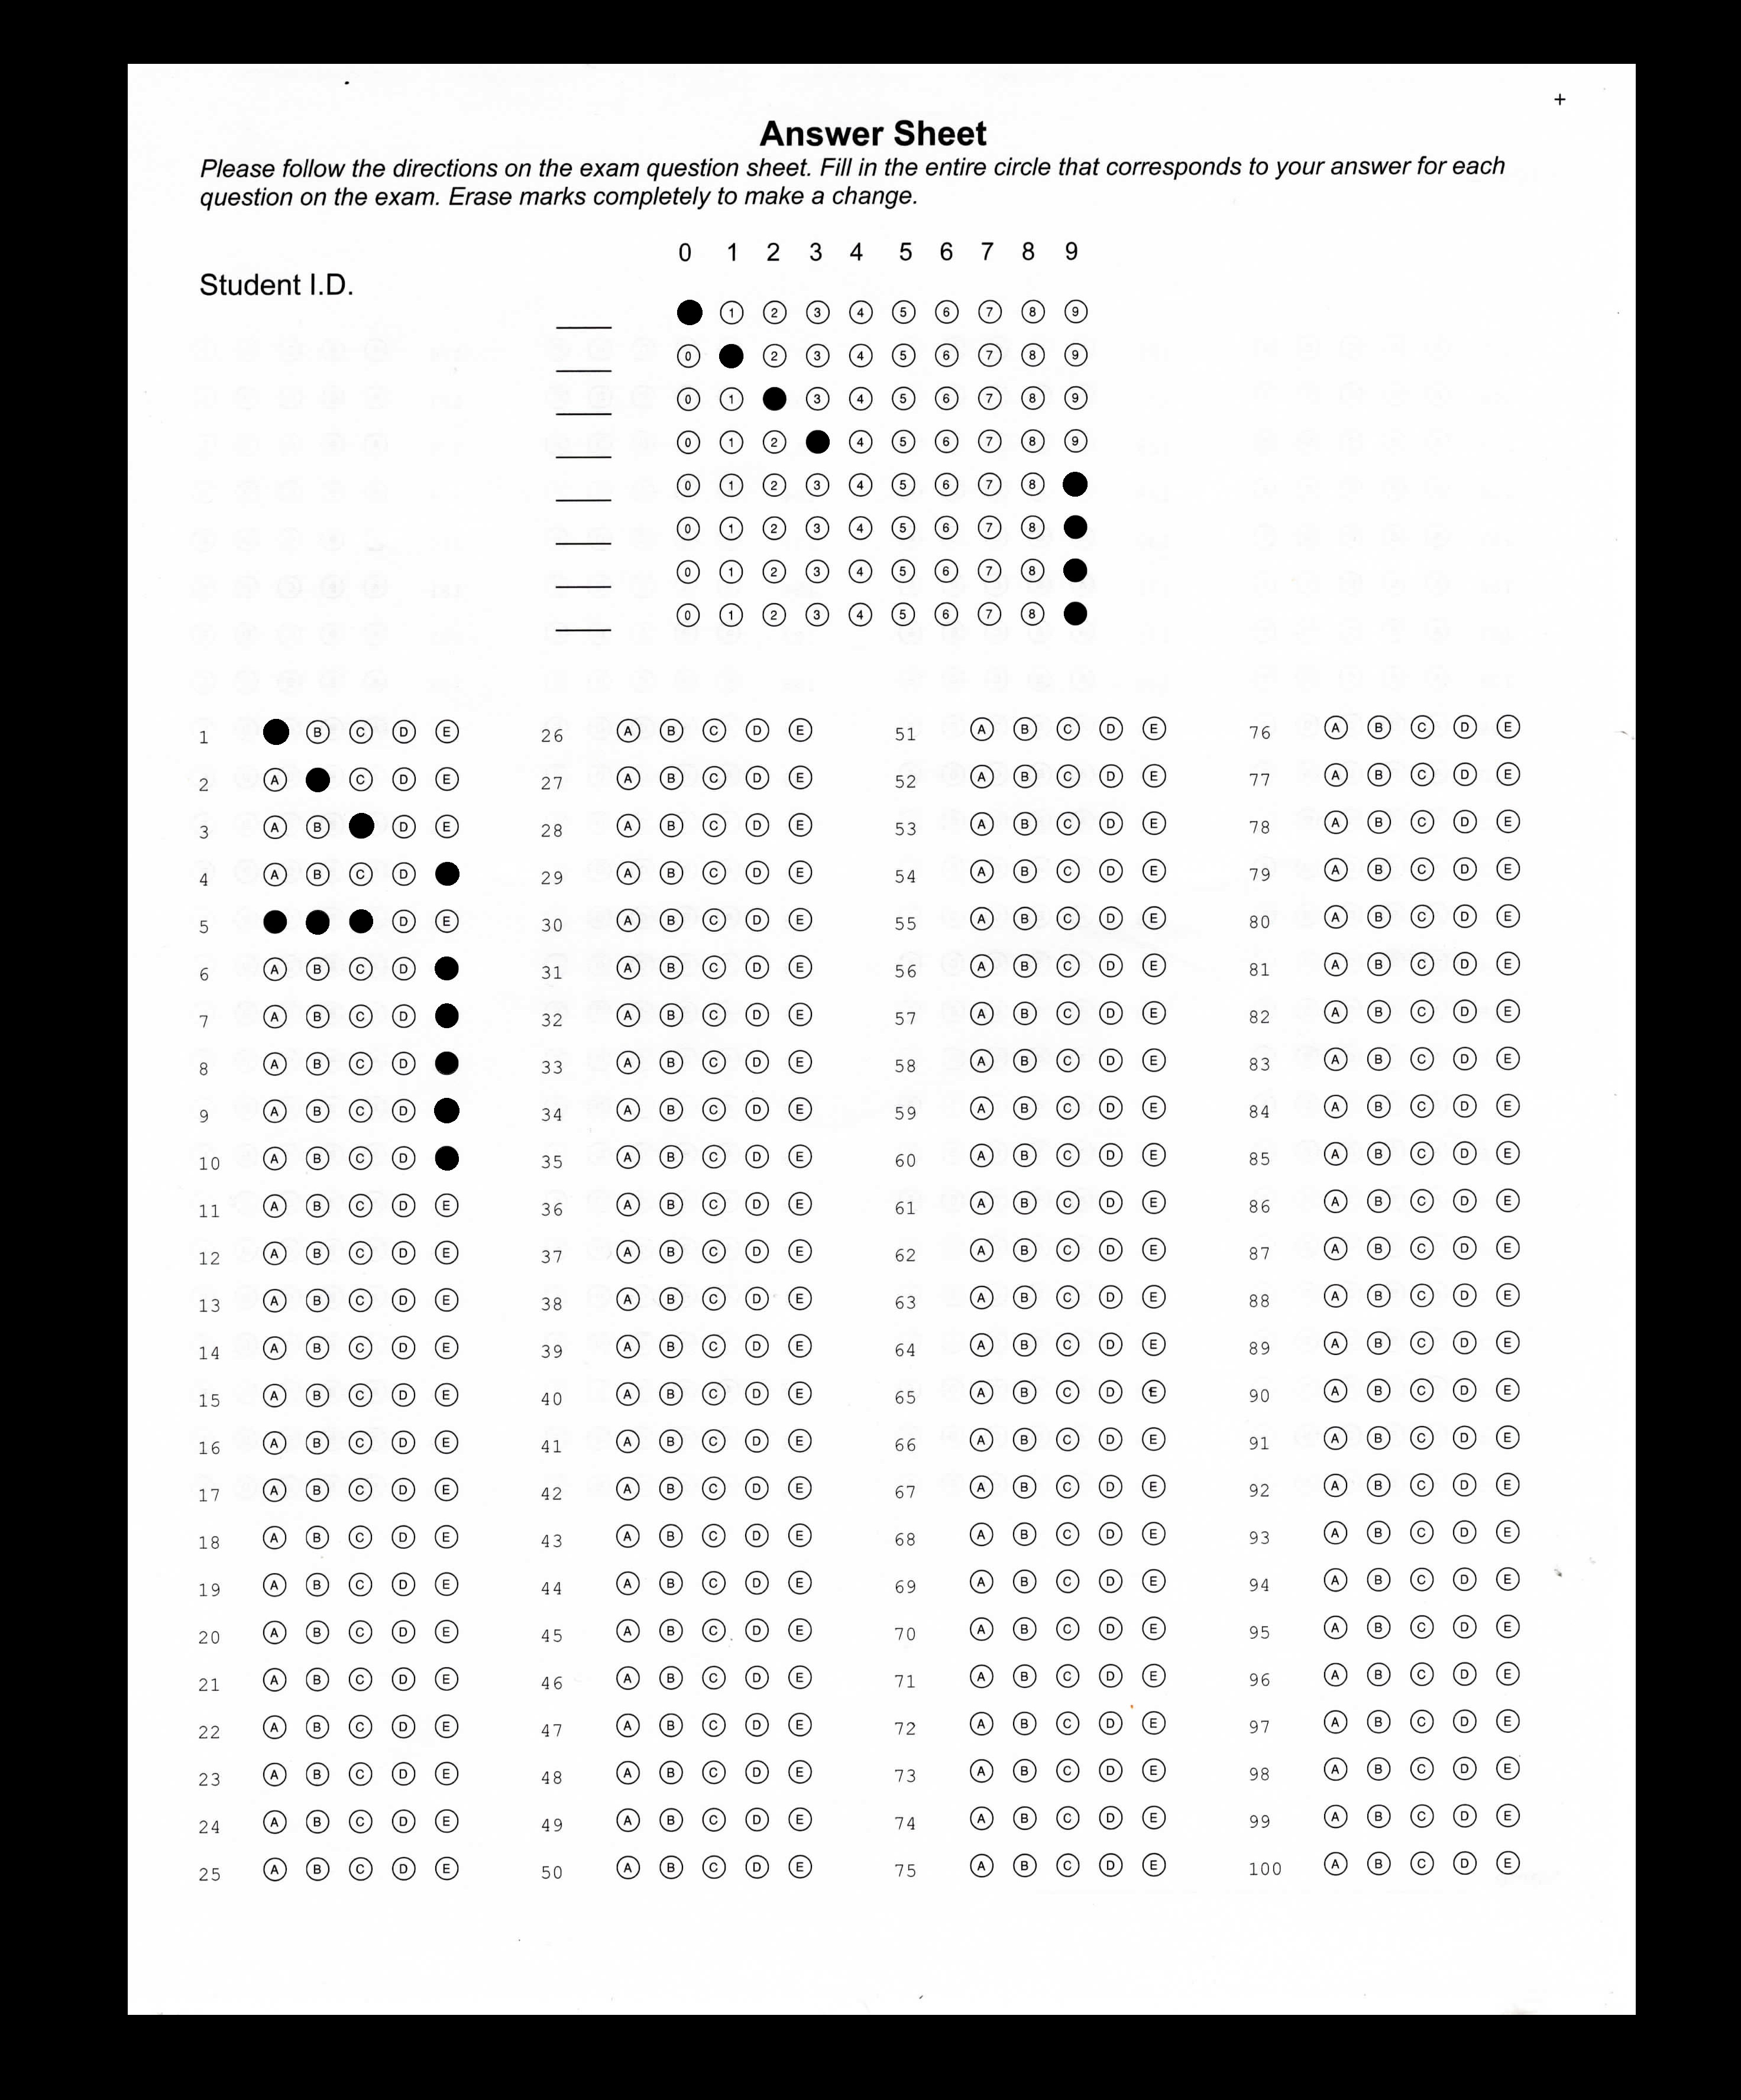 +
Answer Sheet
Please follow the directions on the exam question sheet. Fill in the entire circle that corresponds to your answer for each
question on the exam. Erase marks completely to make a change.
0 1 2 3 4 5 6 7 8 9
Student I.D.
1 2 3 4 5 6 7 8 9
0 2 3 4 5 6 7 8 9
0 1 3 4 5 6 7 8 9
0 1 2 4 5 6 7 8 9
0 1 2 3 4 5 6 7 8
0 1 2 3 4 5 6 7 8
0 1 2 3 4 5 6 7 8
0 1 2 3 4 5 6 7 8
1 B C D E 26 A B C D E 51 A B C D E 76 A B C D E
2 A C D E 27 A B C D E 52 A B C D E 77 A B C D E
3 A B D E 28 A B C D E 53 A B C D E 78 A B C D E
4 A B C D 29 A B C D E 54 A B C D E 79 A B C D E
5 D E 30 A B C D E 55 A B C D E 80 A B C D E
6 A B C D 31 A B C D E 56 A B C D E 81 A B C D E
7 A B C D 32 A B C D E 57 A B C D E 82 A B C D E
8 A B C D 33 A B C D E 58 A B C D E 83 A B C D E
9 A B C D 34 A B C D E 59 A B C D E 84 A B C D E
10 A B C D 35 A B C D E 60 A B C D E 85 A B C D E
11 A B C D E 36 A B C D E 61 A B C D E 86 A B C D E
12 A B C D E 37 A B C D E 62 A B C D E 87 A B C D E
13 A B C D E 38 A B C D E 63 A B C D E 88 A B C D E
14 A B C D E 39 A B C D E 64 A B C D E 89 A B C D E
15 A B C D E 40 A B C D E 65 A B C D E 90 A B C D E
16 A B C D E 41 A B C D E 66 A B C D E 91 A B C D E
17 A B C D E 42 A B C D E 67 A B C D E 92 A B C D E
18 A B C D E 43 A B C D E 68 A B C D E 93 A B C D E
19 A B C D E 44 A B C D E 69 A B C D E 94 A B C D E
20 A B C D E 45 A B C D E 70 A B C D E 95 A B C D E
21 A B C D E 46 A B C D E 71 A B C D E 96 A B C D E
22 A B C D E 47 A B C D E 72 A B C D E 97 A B C D E
23 A B C D E 48 A B C D E 73 A B C D E 98 A B C D E
24 A B C D E 49 A B C D E 74 A B C D E 99 A B C D E
25 A B C D E 50 A B C D E 75 A B C D E 100 A B C D E